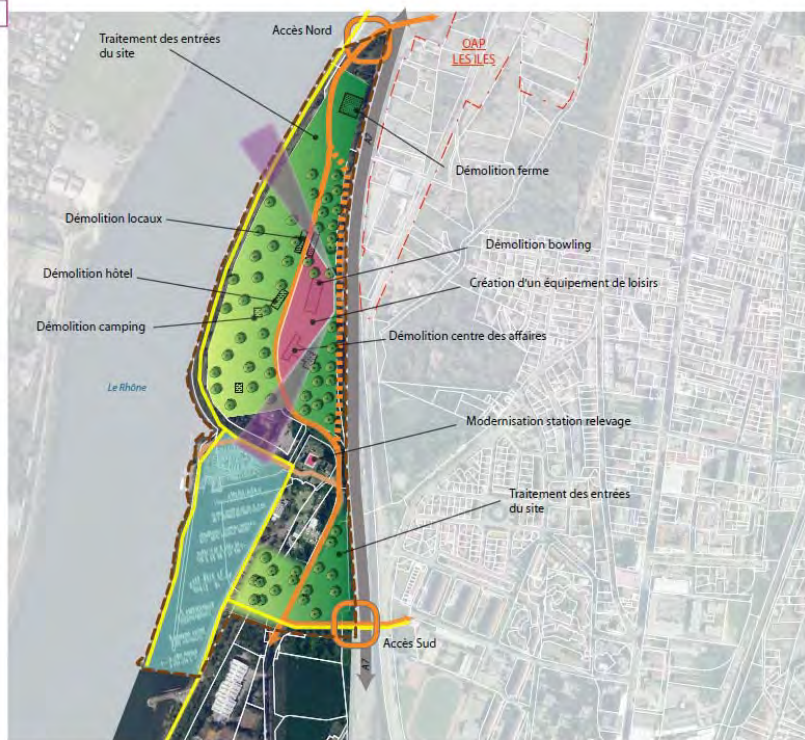 Accès Nord
Traitement des entrées
du site
OAP
LES ILES
A7
Démolition ferme
Démolition locaux
Démolition bowling
Démolition hôtel
Création d'un équipement de loisirs
Démolition camping
Démolition centre des affaires
Le Rhône
Modernisation station relevage
Traitement des entrées
du site
Accès Sud
A7